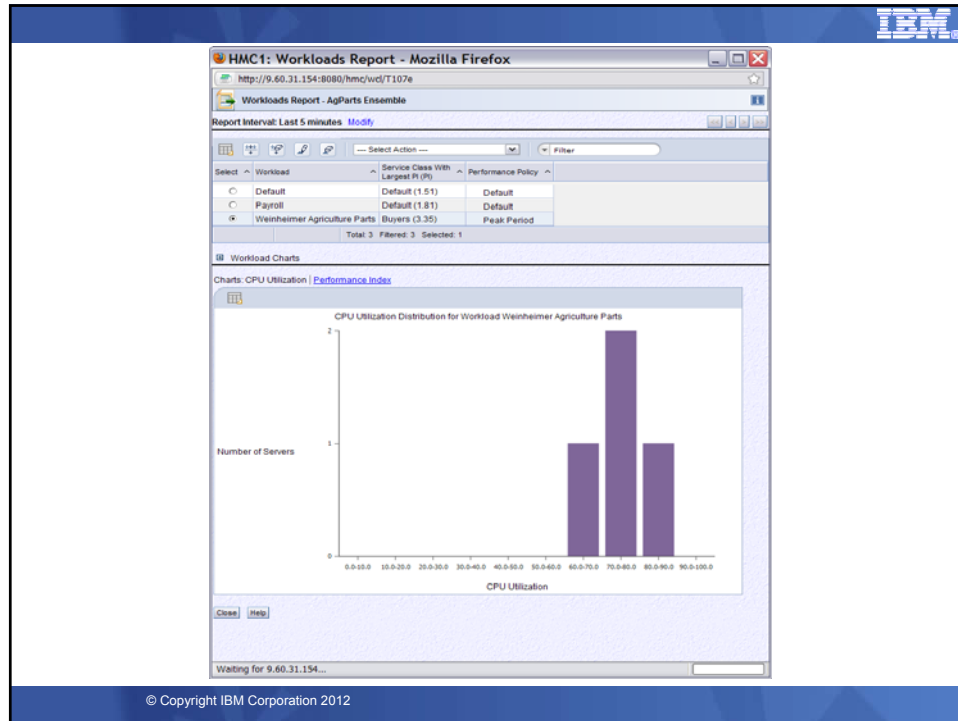 IBM®
HMC1: Workloads Report - Mozilla Firefox
http://9.60.31.154:8080/hmc/wcl/T107e
Workloads Report - AgParts Ensemble
Report Interval: Last 5 minutes Modify
--- Select Action --- Filter
Select Workload Service Class With Largest PI (PI) Performance Policy
Default Default (1.51) Default
Payroll Default (1.81) Default
Weinheimer Agriculture Parts Buyers (3.35) Peak Period
Total: 3 Filtered: 3 Selected: 1
Workload Charts
Charts: CPU Utilization | Performance Index
CPU Utilization Distribution for Workload Weinheimer Agriculture Parts
2
1
Number of Servers
0
0.0-10.0 10.0-20.0 20.0-30.0 30.0-40.0 40.0-50.0 50.0-60.0 60.0-70.0 70.0-80.0 80.0-90.0 90.0-100.0
CPU Utilization
Close Help
Waiting for 9.60.31.154...
© Copyright IBM Corporation 2012